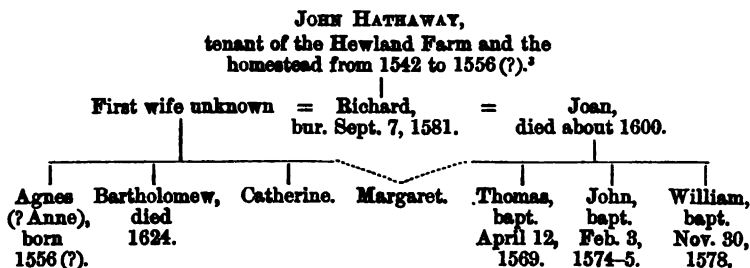 JOHN HATHAWAY,
tenant of the Hewland Farm and the
homestead from 1542 to 1556 (?).³
First wife unknown = Richard, = Joan,
bur. Sept. 7, 1581. died about 1600.
Agnes Bartholomew, Catherine. Margaret. Thomas, John, William,
(? Anne), died bapt. bapt. bapt.
born 1624. April 12, Feb. 3, Nov. 30,
1556 (?). 1569. 1574–5. 1578.